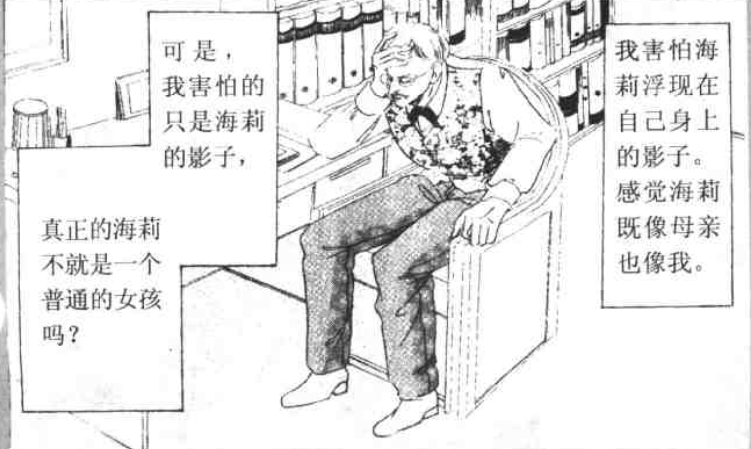 我害怕海
莉浮现在
自己身上
的影子。
感觉海莉
既像母亲
也像我。
可是，
我害怕的
只是海莉
的影子，
真正的海莉
不就是一个
普通的女孩
吗？